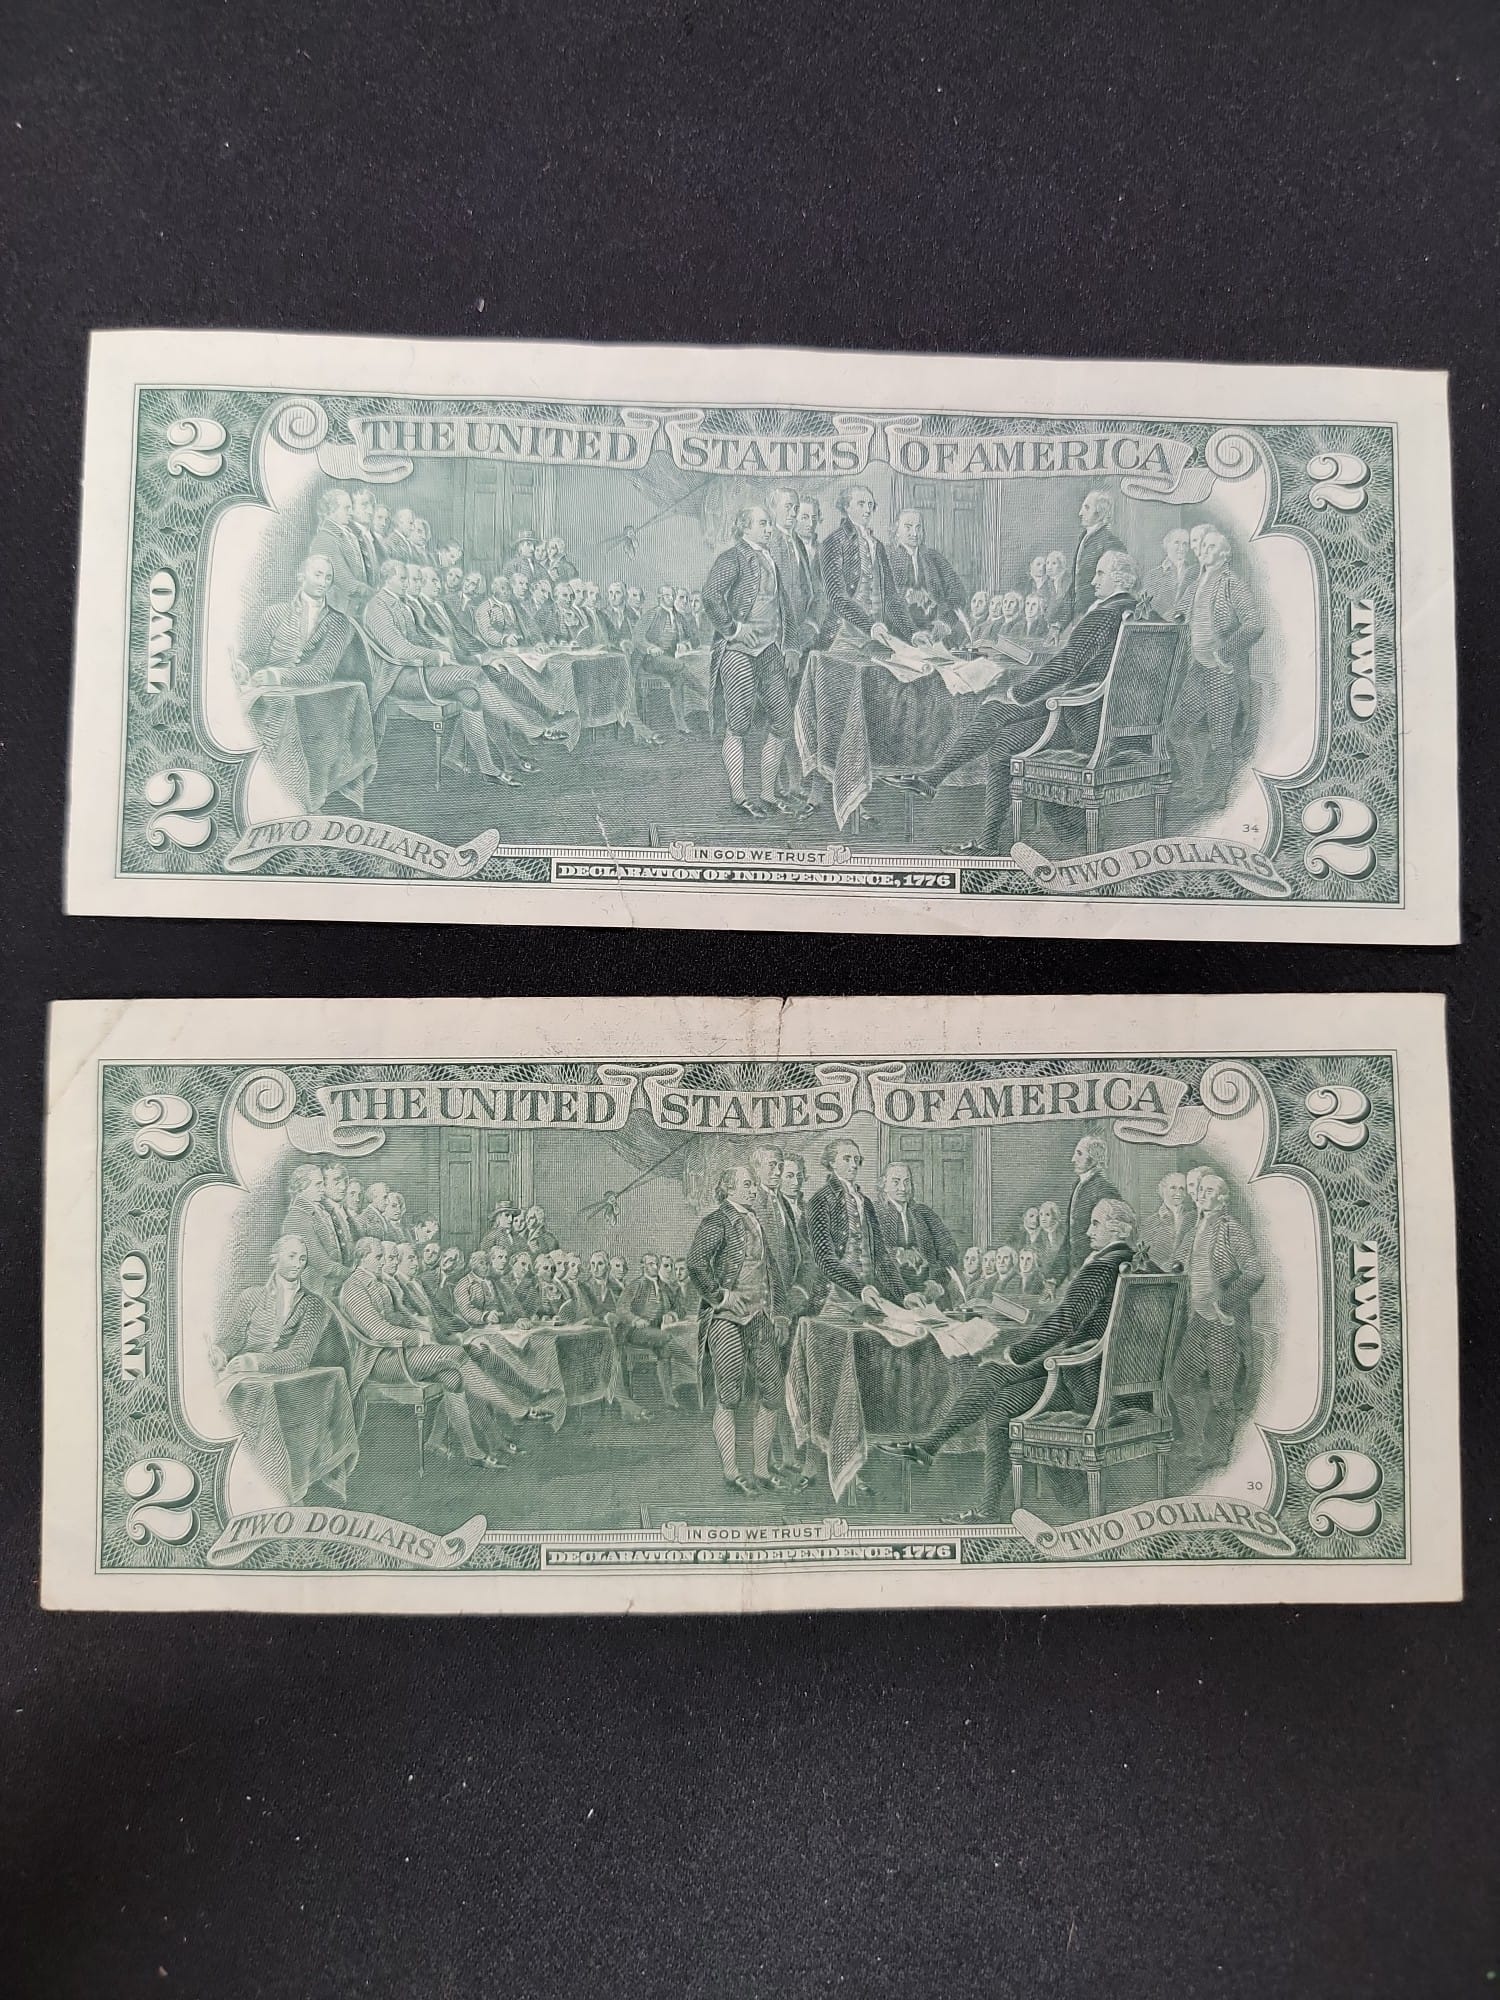 2 THE UNITED STATES OF AMERICA 2
TWO TWO
34
2 TWO DOLLARS IN GOD WE TRUST TWO DOLLARS 2
DECLARATION OF INDEPENDENCE, 1776
2 THE UNITED STATES OF AMERICA 2
TWO TWO
30
2 TWO DOLLARS IN GOD WE TRUST TWO DOLLARS 2
DECLARATION OF INDEPENDENCE, 1776